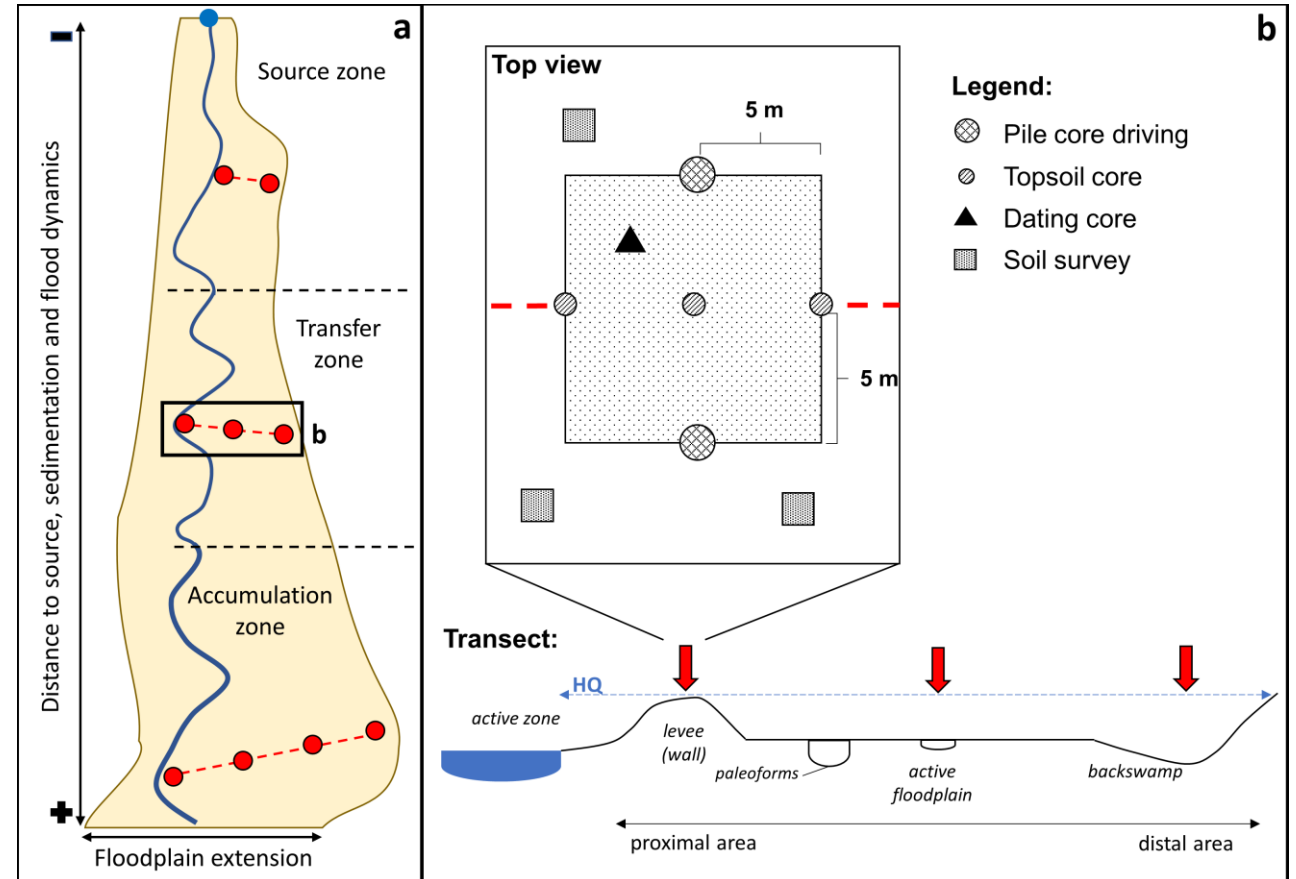 a
Source zone
Transfer
zone
b
Accumulation
zone
Distance to source, sedimentation and flood dynamics
Floodplain extension
b
Top view
5 m
5 m
Legend:
Pile core driving
Topsoil core
Dating core
Soil survey
Transect:
HQ
active zone
levee
(wall)
paleoforms
active
floodplain
backswamp
proximal area
distal area